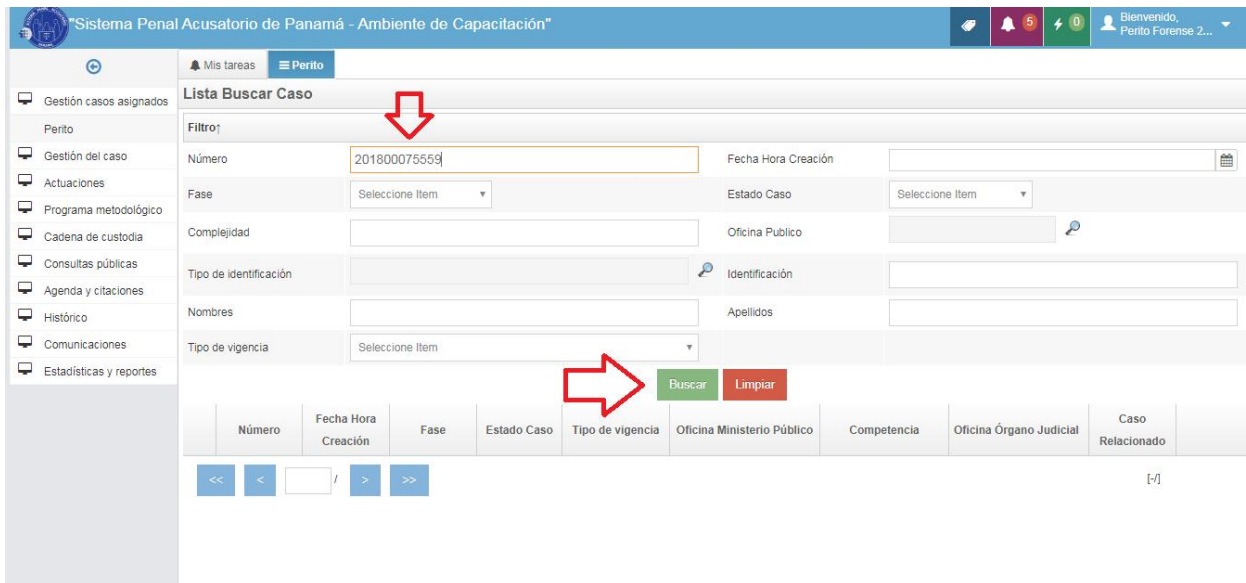 "Sistema Penal Acusatorio de Panamá - Ambiente de Capacitación"
5
0
Bienvenido,
Perito Forense 2...
Mis tareas
Perito
Gestión casos asignados
Perito
Gestión del caso
Actuaciones
Programa metodológico
Cadena de custodia
Consultas públicas
Agenda y citaciones
Histórico
Comunicaciones
Estadísticas y reportes
Lista Buscar Caso
Filtro↑
Número 201800075559 Fecha Hora Creación
Fase Seleccione Item Estado Caso Seleccione Item
Complejidad Oficina Publico
Tipo de identificación Identificación
Nombres Apellidos
Tipo de vigencia Seleccione Item
Buscar Limpiar
Número Fecha Hora Creación Fase Estado Caso Tipo de vigencia Oficina Ministerio Público Competencia Oficina Órgano Judicial Caso Relacionado
<< < / > >> [-/]